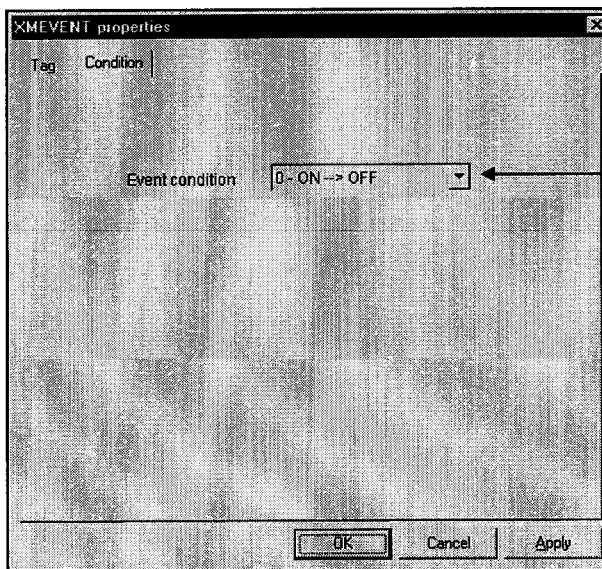 XMEVENT properties
Tag Condition
Event condition 0 - ON --> OFF
OK Cancel Apply